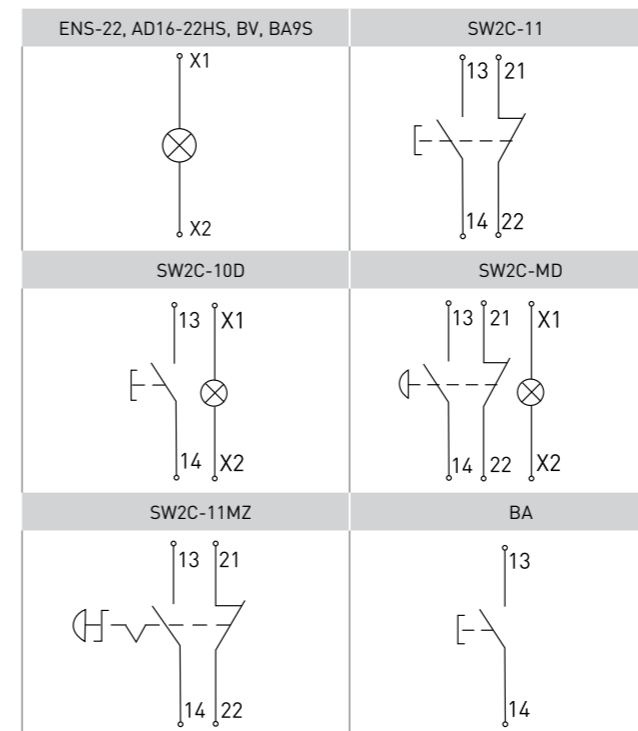 ENS-22, AD16-22HS, BV, BA9S
SW2C-11
X1
X2
13 21
14 22
SW2C-10D
SW2C-MD
13 X1
14 X2
13 21 X1
14 22 X2
SW2C-11MZ
BA
13 21
14 22
13
14